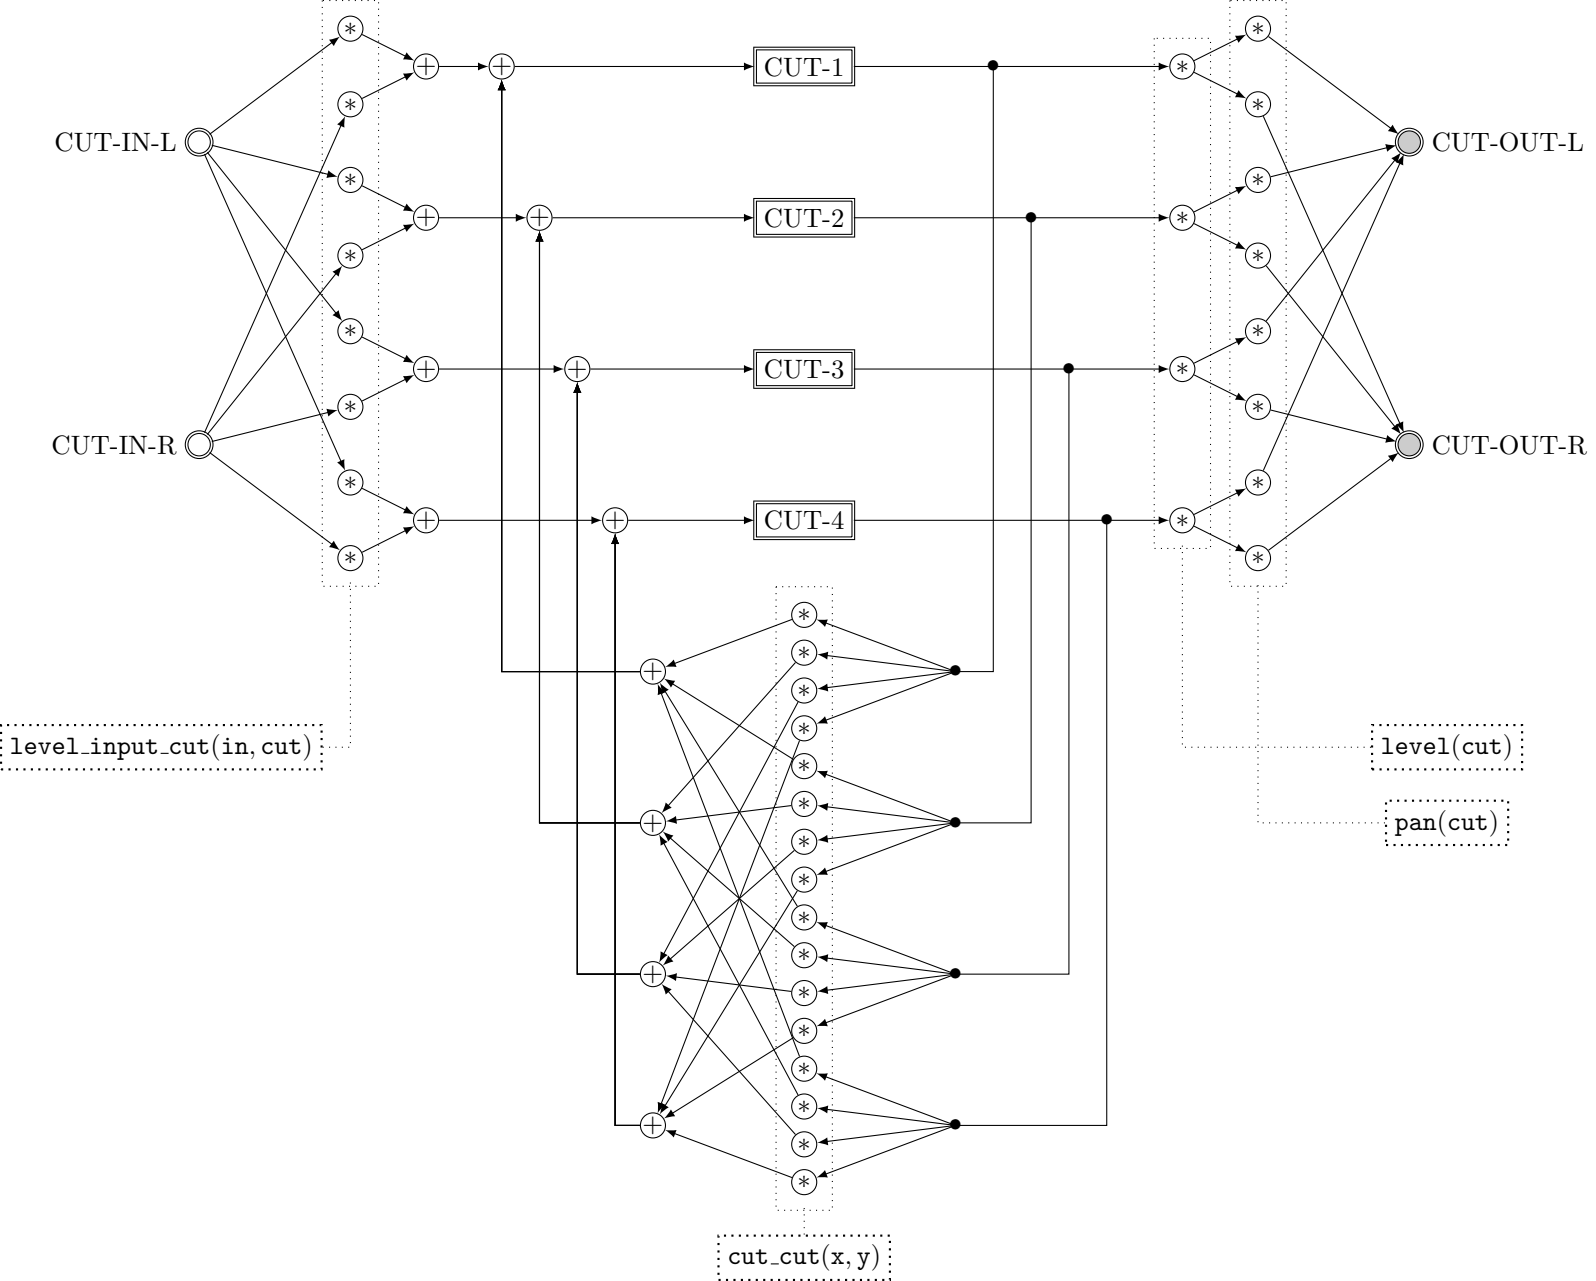 CUT-1
CUT-IN-L
CUT-OUT-L
CUT-2
CUT-3
CUT-IN-R
CUT-OUT-R
CUT-4
level_input_cut(in, cut)
level(cut)
pan(cut)
cut_cut(x, y)